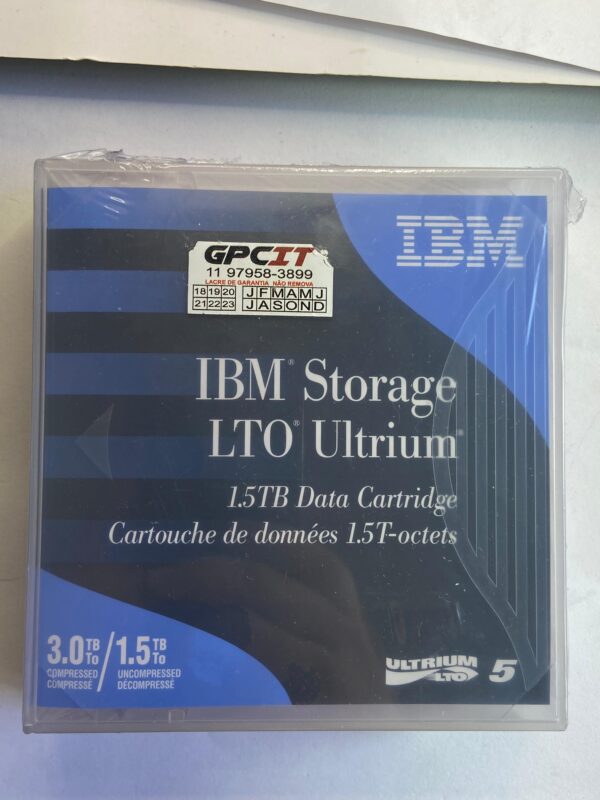 IBM
GPCIT
11 97958-3899
LACRE DE GARANTIA NÃO REMOVA
18 19 20 J F M A M J
21 22 23 J A S O N D
IBM® Storage
LTO® Ultrium®
1.5TB Data Cartridge
Cartouche de données 1.5T-octets
3.0 TB To / 1.5 TB To
COMPRESSED UNCOMPRESSED
COMPRESSÉ DÉCOMPRESSÉ
ULTRIUM 5
LTO